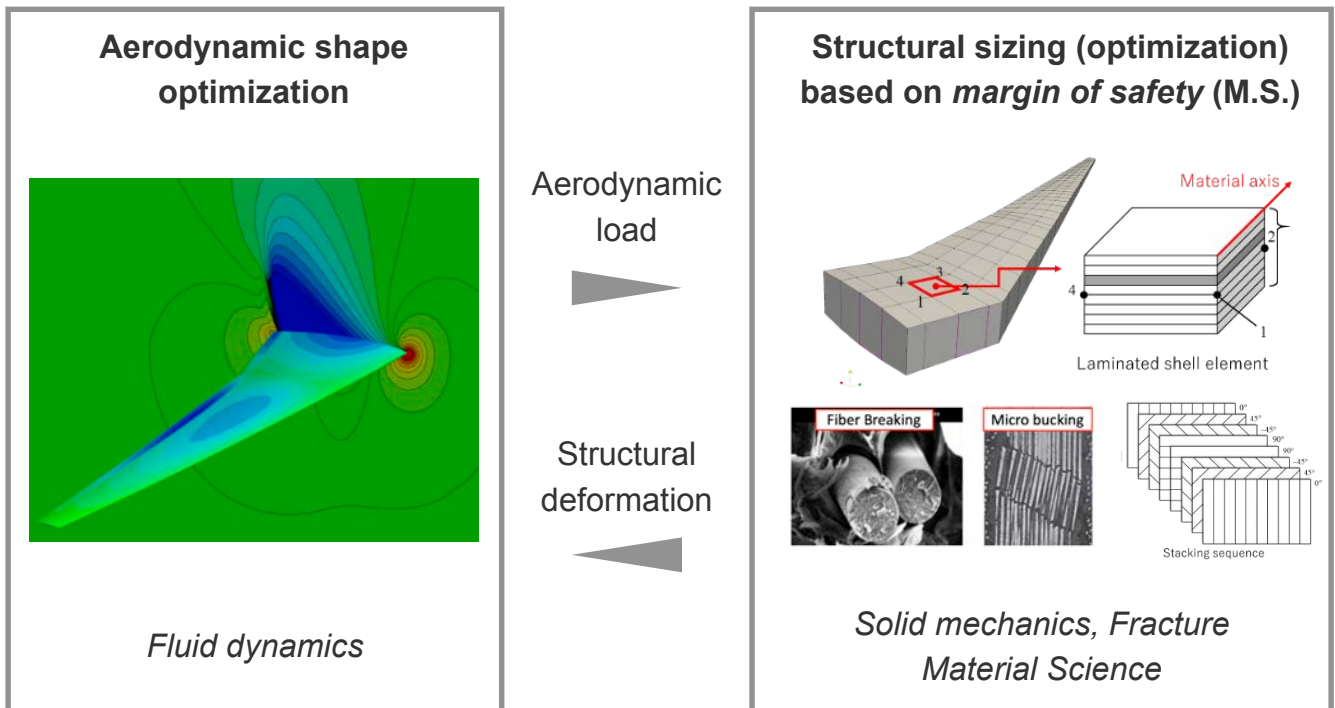 Aerodynamic shape
optimization
Fluid dynamics
Aerodynamic
load
Structural
deformation
Structural sizing (optimization)
based on margin of safety (M.S.)
Material axis
2
4
1
Laminated shell element
3
4
2
1
Fiber Breaking
Micro bucking
0°
45°
−45°
90°
90°
−45°
45°
0°
Stacking sequence
Solid mechanics, Fracture
Material Science